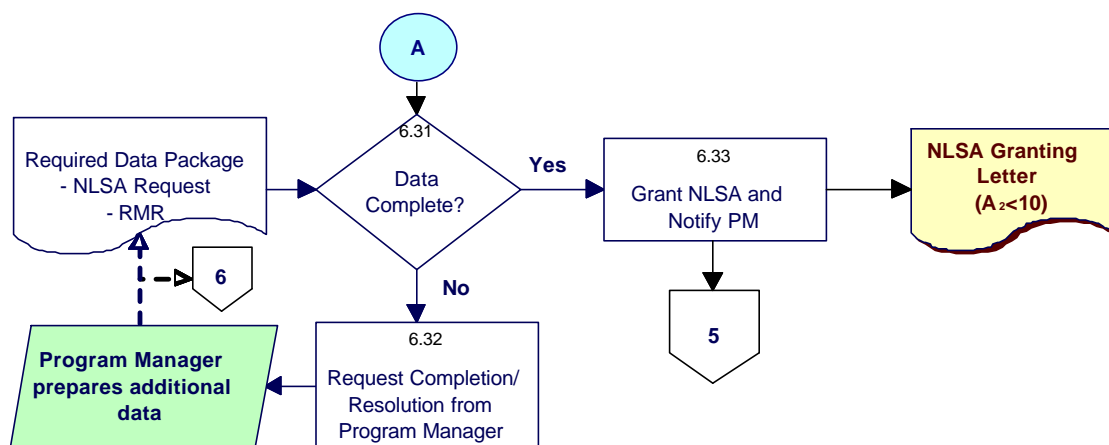 A
6.31
Data
Complete?
Required Data Package
- NLSA Request
- RMR
Yes
6.33
Grant NLSA and
Notify PM
NLSA Granting
Letter
(A₂<10)
6
No
5
Program Manager
prepares additional
data
6.32
Request Completion/
Resolution from
Program Manager